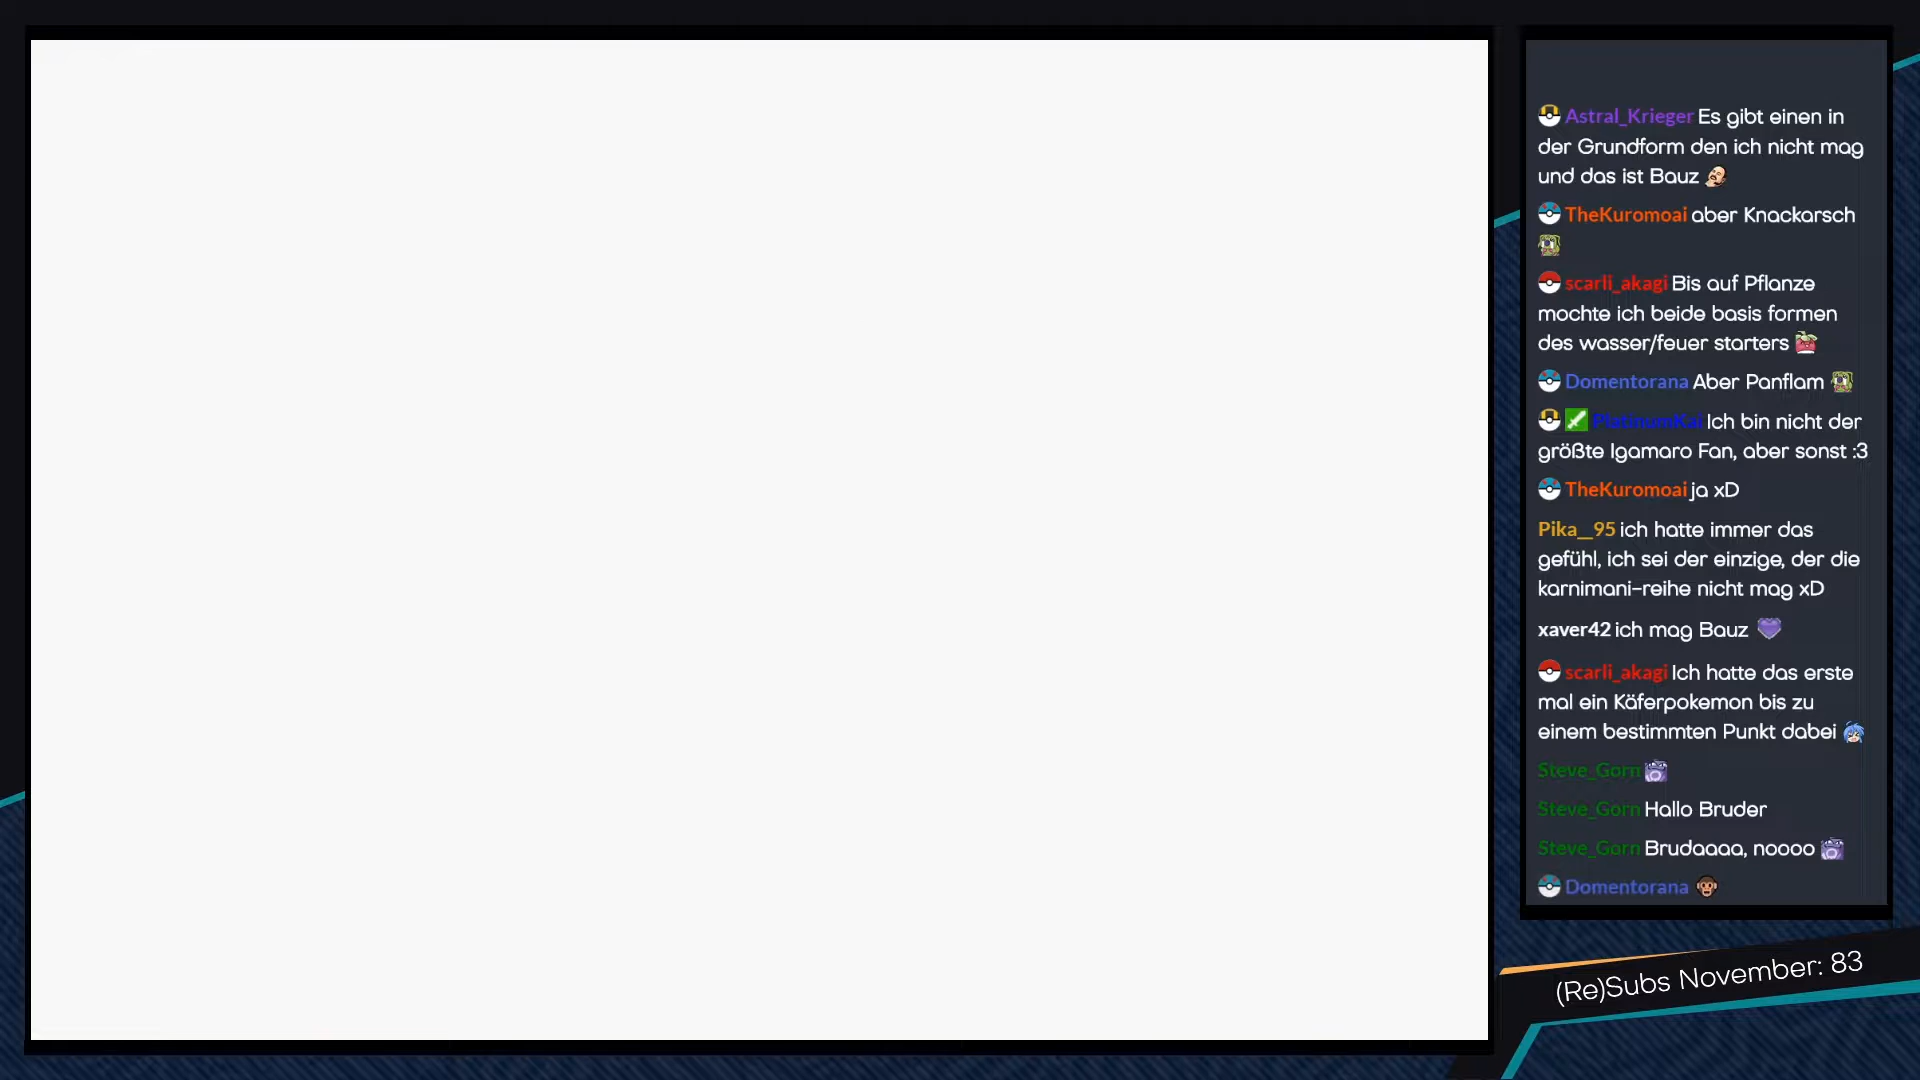 Astral_Krieger Es gibt einen in
der Grundform den ich nicht mag
und das ist Bauz
TheKuromoai aber Knackarsch
scarli_akagi Bis auf Pflanze
mochte ich beide basis formen
des wasser/feuer starters
Domentorana Aber Panflam
PlatinumKai Ich bin nicht der
größte Igamaro Fan, aber sonst :3
TheKuromoai ja xD
Pika__95 ich hatte immer das
gefühl, ich sei der einzige, der die
karnimani-reihe nicht mag xD
xaver42 ich mag Bauz
scarli_akagi Ich hatte das erste
mal ein Käferpokemon bis zu
einem bestimmten Punkt dabei
Steve_Gorn
Steve_Gorn Hallo Bruder
Steve_Gorn Brudaaaa, noooo
Domentorana
(Re)Subs November: 83